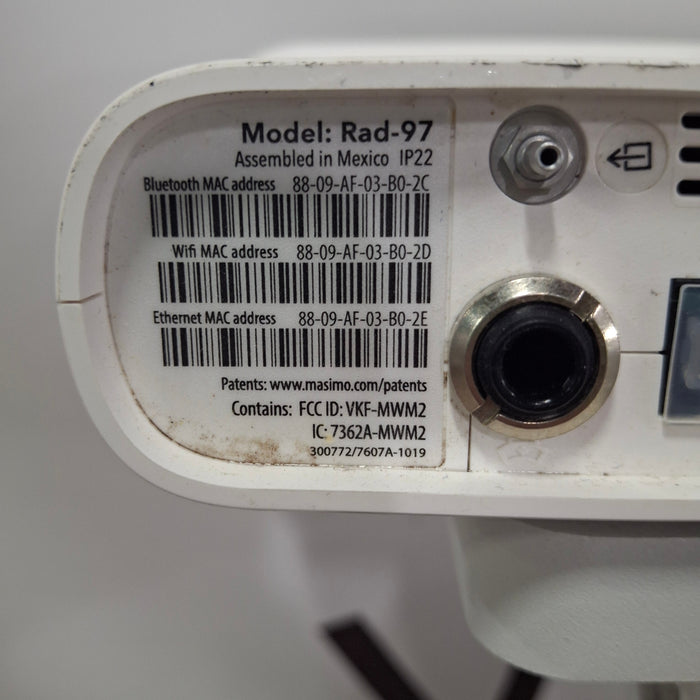 Model: Rad-97
Assembled in Mexico IP22
Bluetooth MAC address 88-09-AF-03-B0-2C
Wifi MAC address 88-09-AF-03-B0-2D
Ethernet MAC address 88-09-AF-03-B0-2E
Patents: www.masimo.com/patents
Contains: FCC ID: VKF-MWM2
IC: 7362A-MWM2
300772/7607A-1019